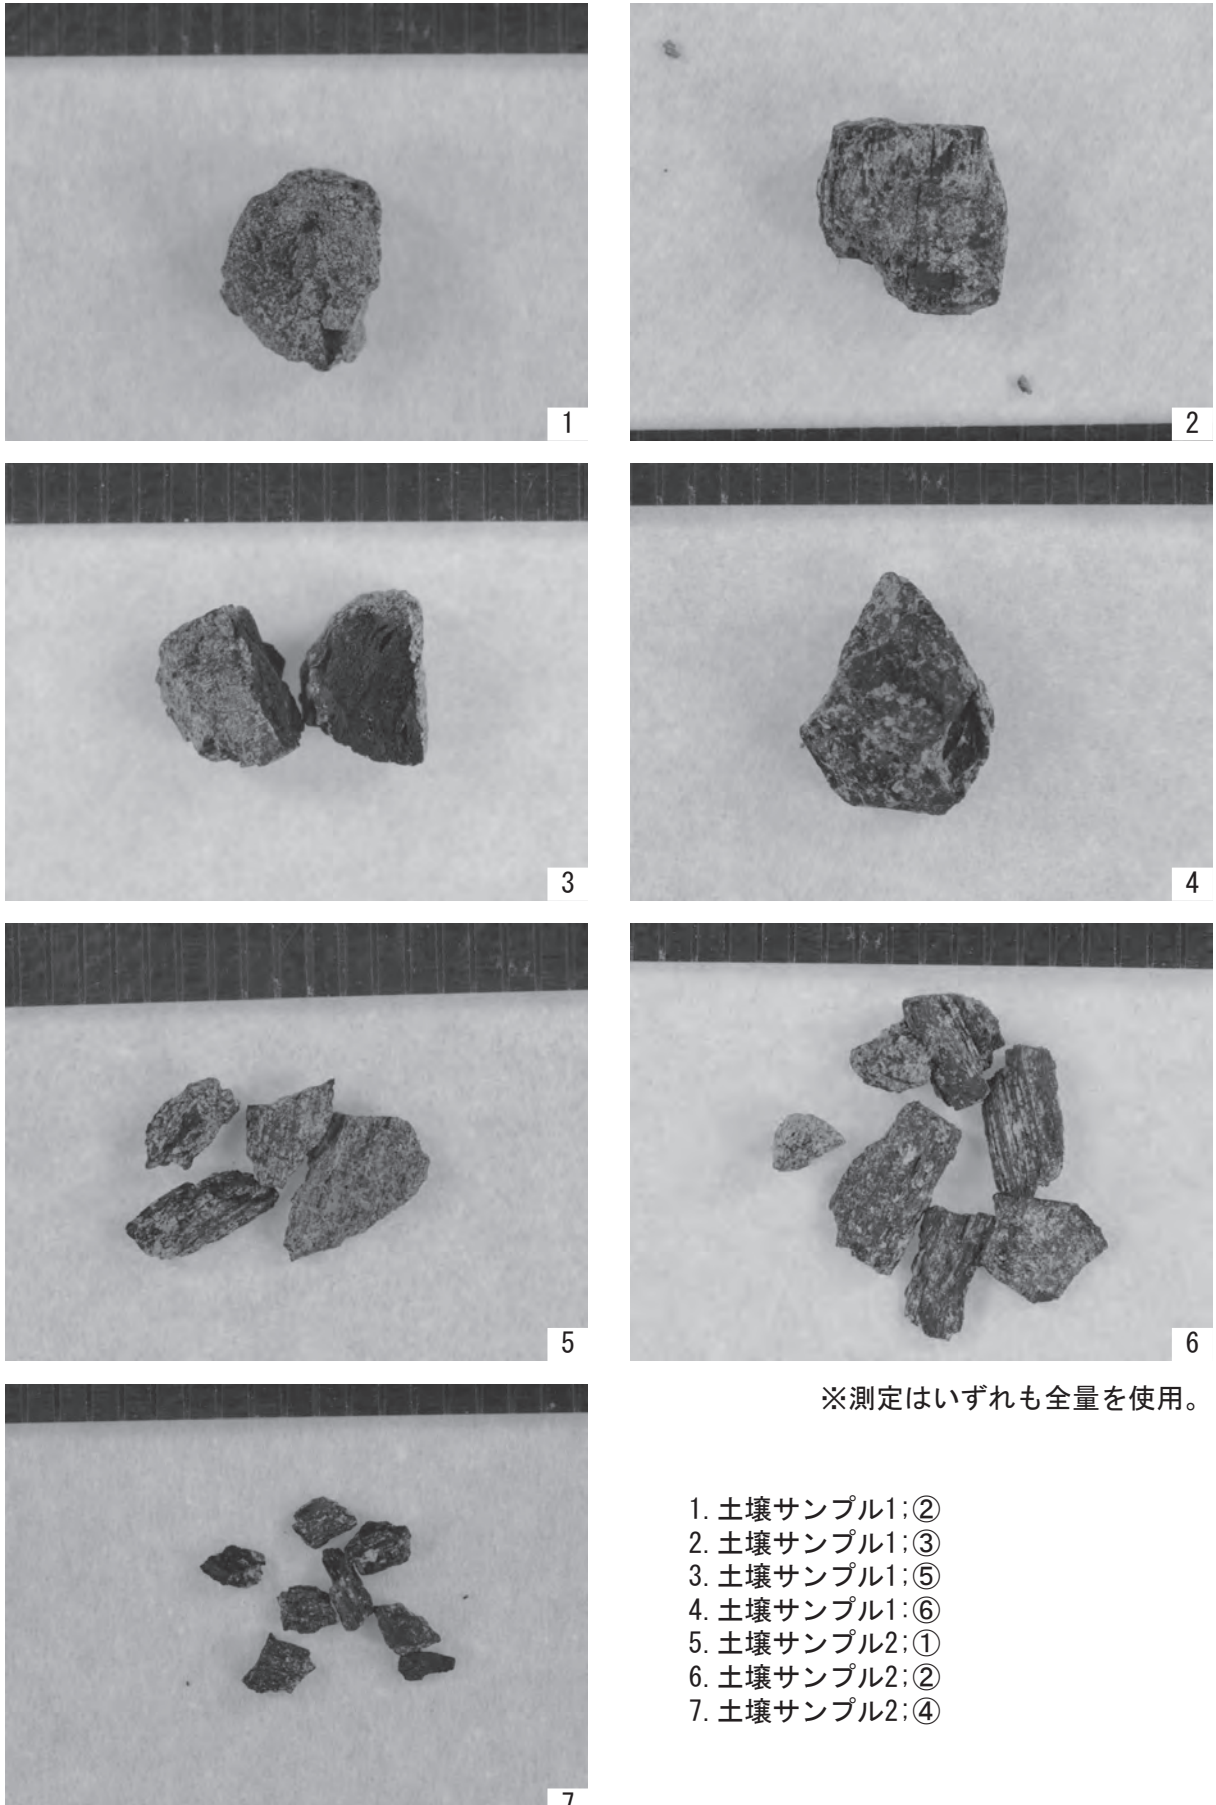 1
2
3
4
5
6
7
※測定はいずれも全量を使用。
1. 土壌サンプル1;②
2. 土壌サンプル1;③
3. 土壌サンプル1;⑤
4. 土壌サンプル1:⑥
5. 土壌サンプル2;①
6. 土壌サンプル2;②
7. 土壌サンプル2;④